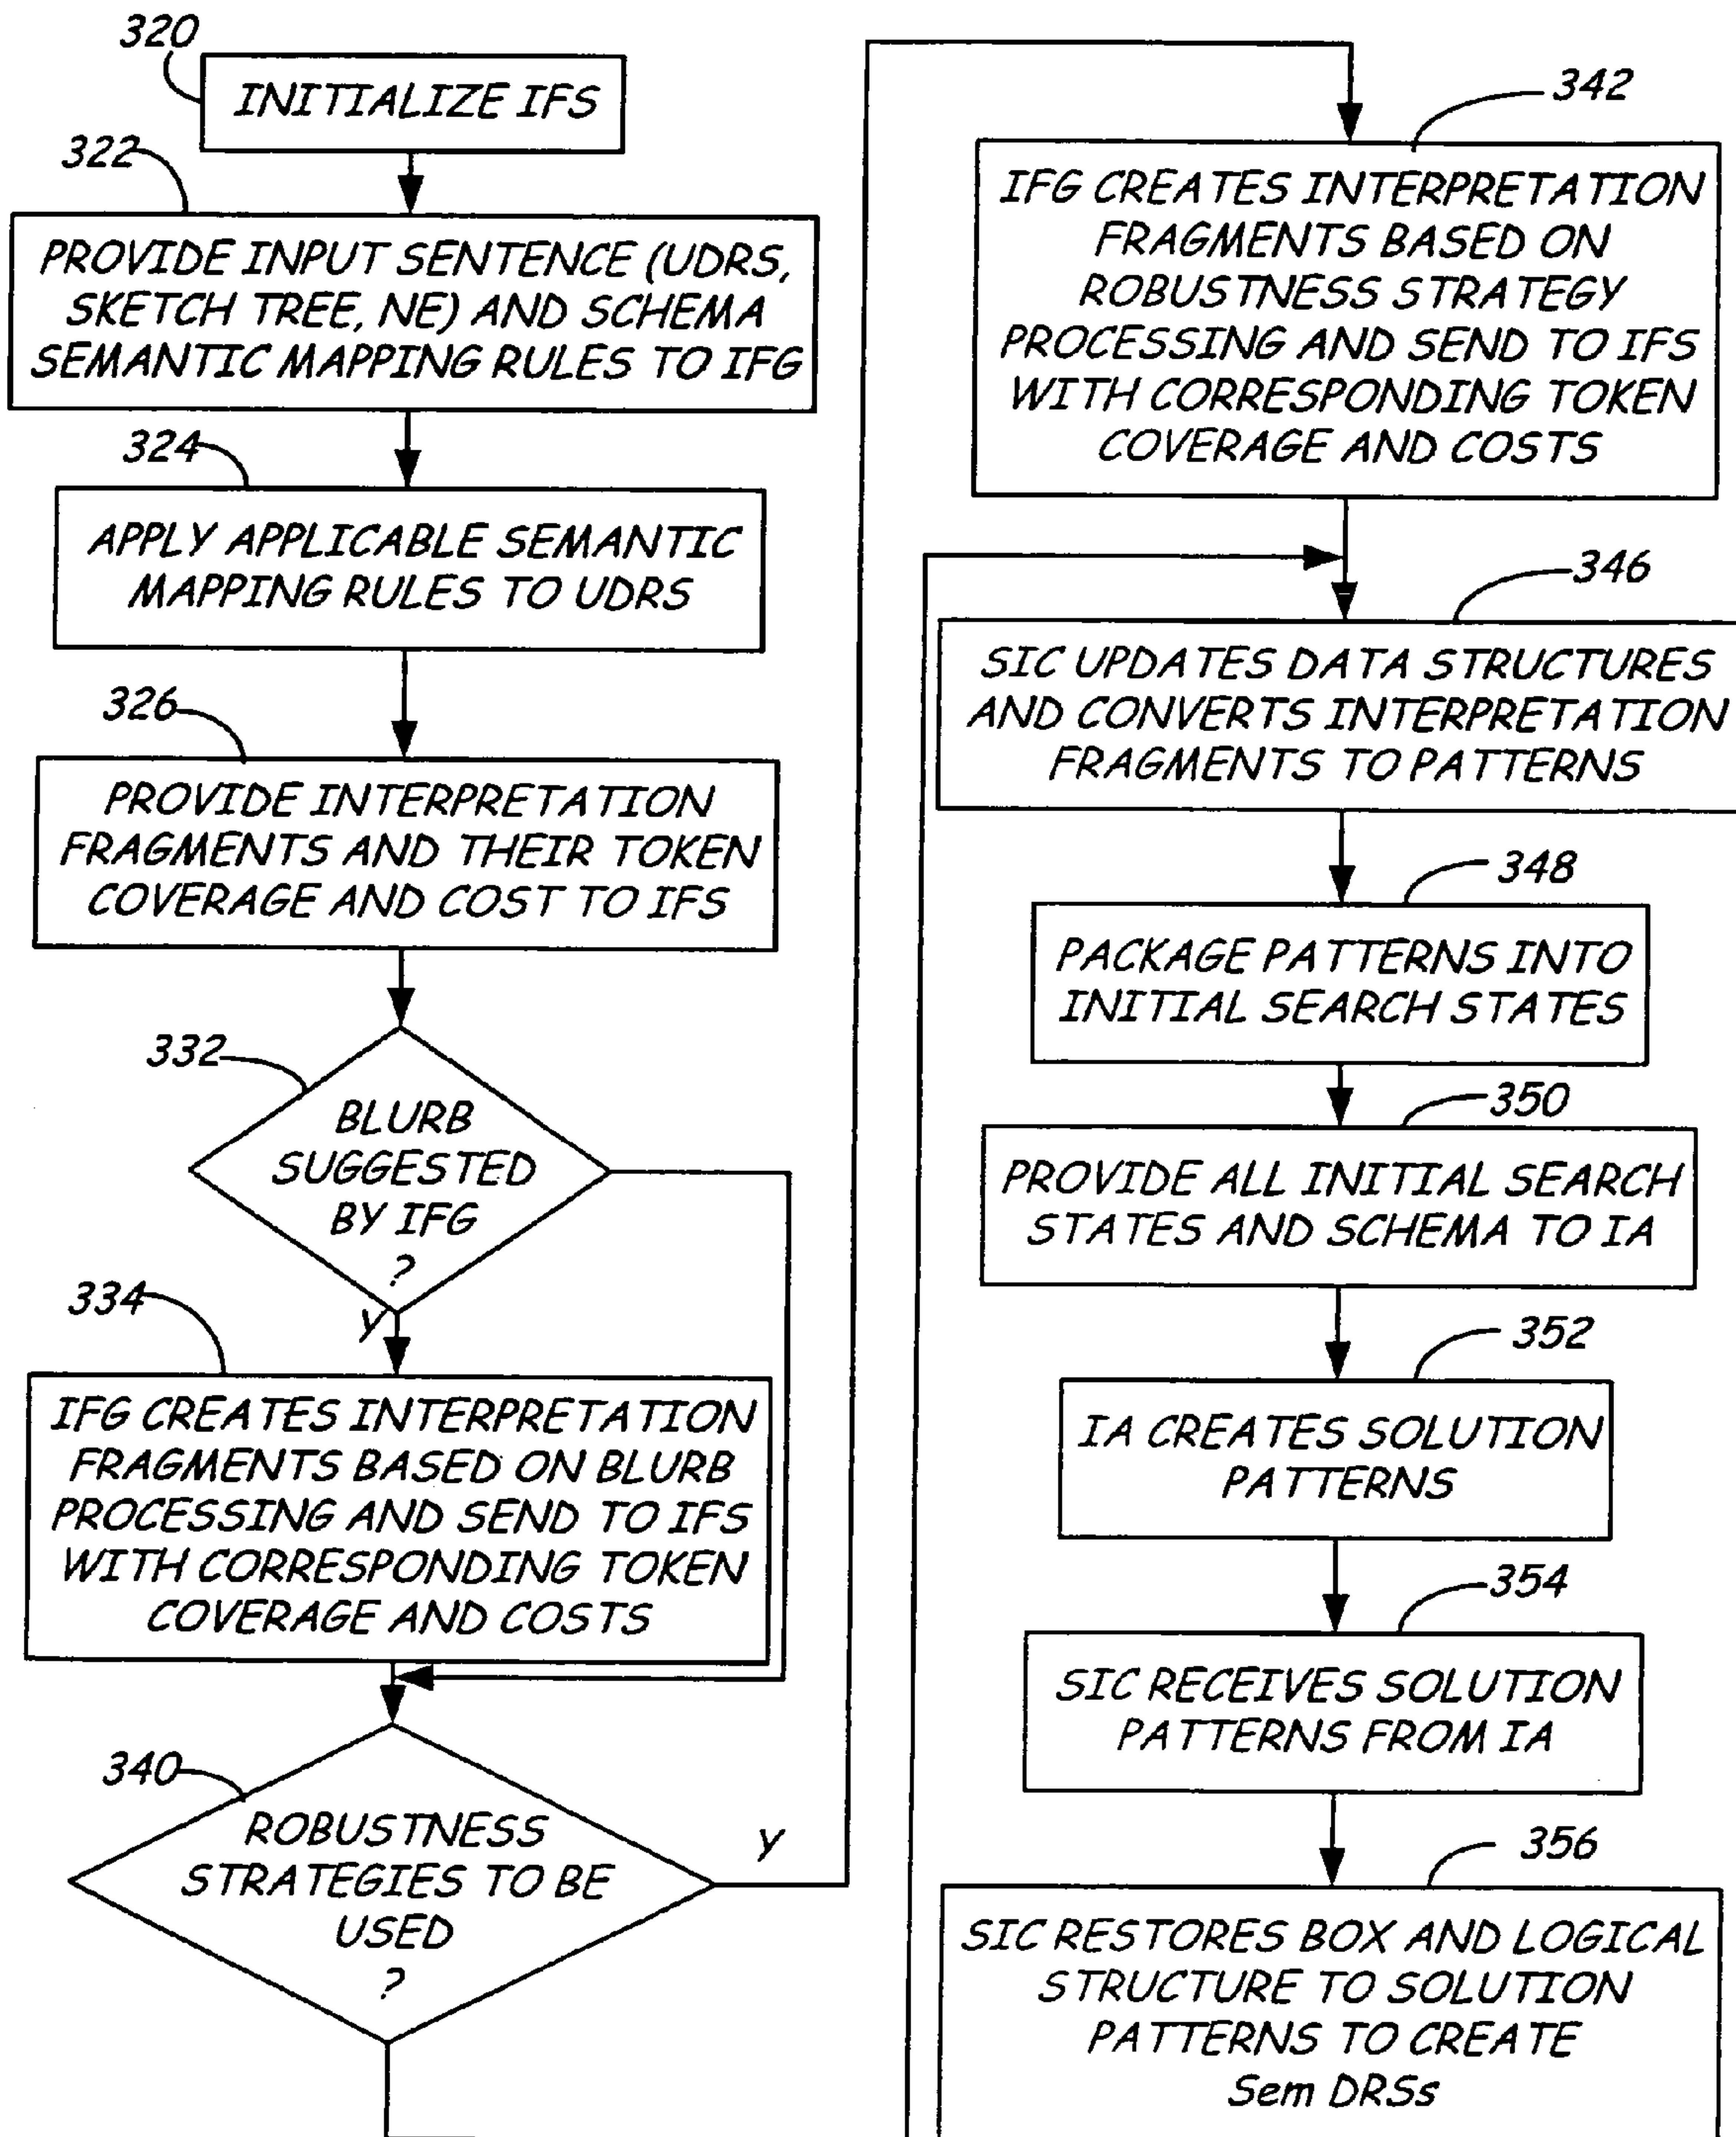 320
INITIALIZE IFS
322
PROVIDE INPUT SENTENCE (UDRS,
SKETCH TREE, NE) AND SCHEMA
SEMANTIC MAPPING RULES TO IFG
324
APPLY APPLICABLE SEMANTIC
MAPPING RULES TO UDRS
326
PROVIDE INTERPRETATION
FRAGMENTS AND THEIR TOKEN
COVERAGE AND COST TO IFS
332
BLURB
SUGGESTED
BY IFG
?
Y
334
IFG CREATES INTERPRETATION
FRAGMENTS BASED ON BLURB
PROCESSING AND SEND TO IFS
WITH CORRESPONDING TOKEN
COVERAGE AND COSTS
340
ROBUSTNESS
STRATEGIES TO BE
USED
?
Y
342
IFG CREATES INTERPRETATION
FRAGMENTS BASED ON
ROBUSTNESS STRATEGY
PROCESSING AND SEND TO IFS
WITH CORRESPONDING TOKEN
COVERAGE AND COSTS
346
SIC UPDATES DATA STRUCTURES
AND CONVERTS INTERPRETATION
FRAGMENTS TO PATTERNS
348
PACKAGE PATTERNS INTO
INITIAL SEARCH STATES
350
PROVIDE ALL INITIAL SEARCH
STATES AND SCHEMA TO IA
352
IA CREATES SOLUTION
PATTERNS
354
SIC RECEIVES SOLUTION
PATTERNS FROM IA
356
SIC RESTORES BOX AND LOGICAL
STRUCTURE TO SOLUTION
PATTERNS TO CREATE
Sem DRSs